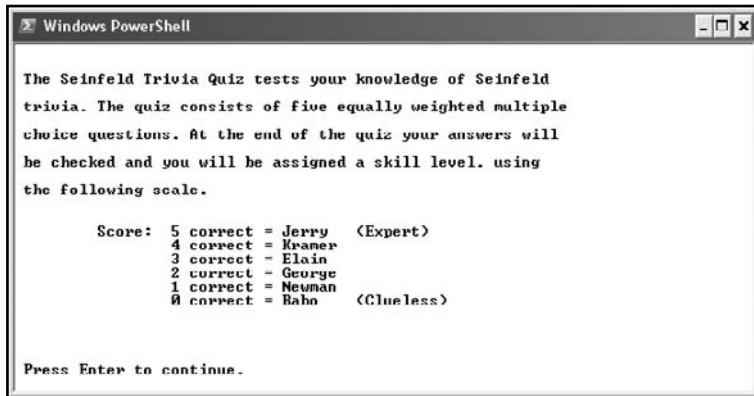 Windows PowerShell
The Seinfeld Trivia Quiz tests your knowledge of Seinfeld
trivia. The quiz consists of five equally weighted multiple
choice questions. At the end of the quiz your answers will
be checked and you will be assigned a skill level. using
the following scale.
Score: 5 correct = Jerry (Expert)
4 correct = Kramer
3 correct = Elain
2 correct = George
1 correct = Newman
0 correct = Babo (Clueless)
Press Enter to continue.